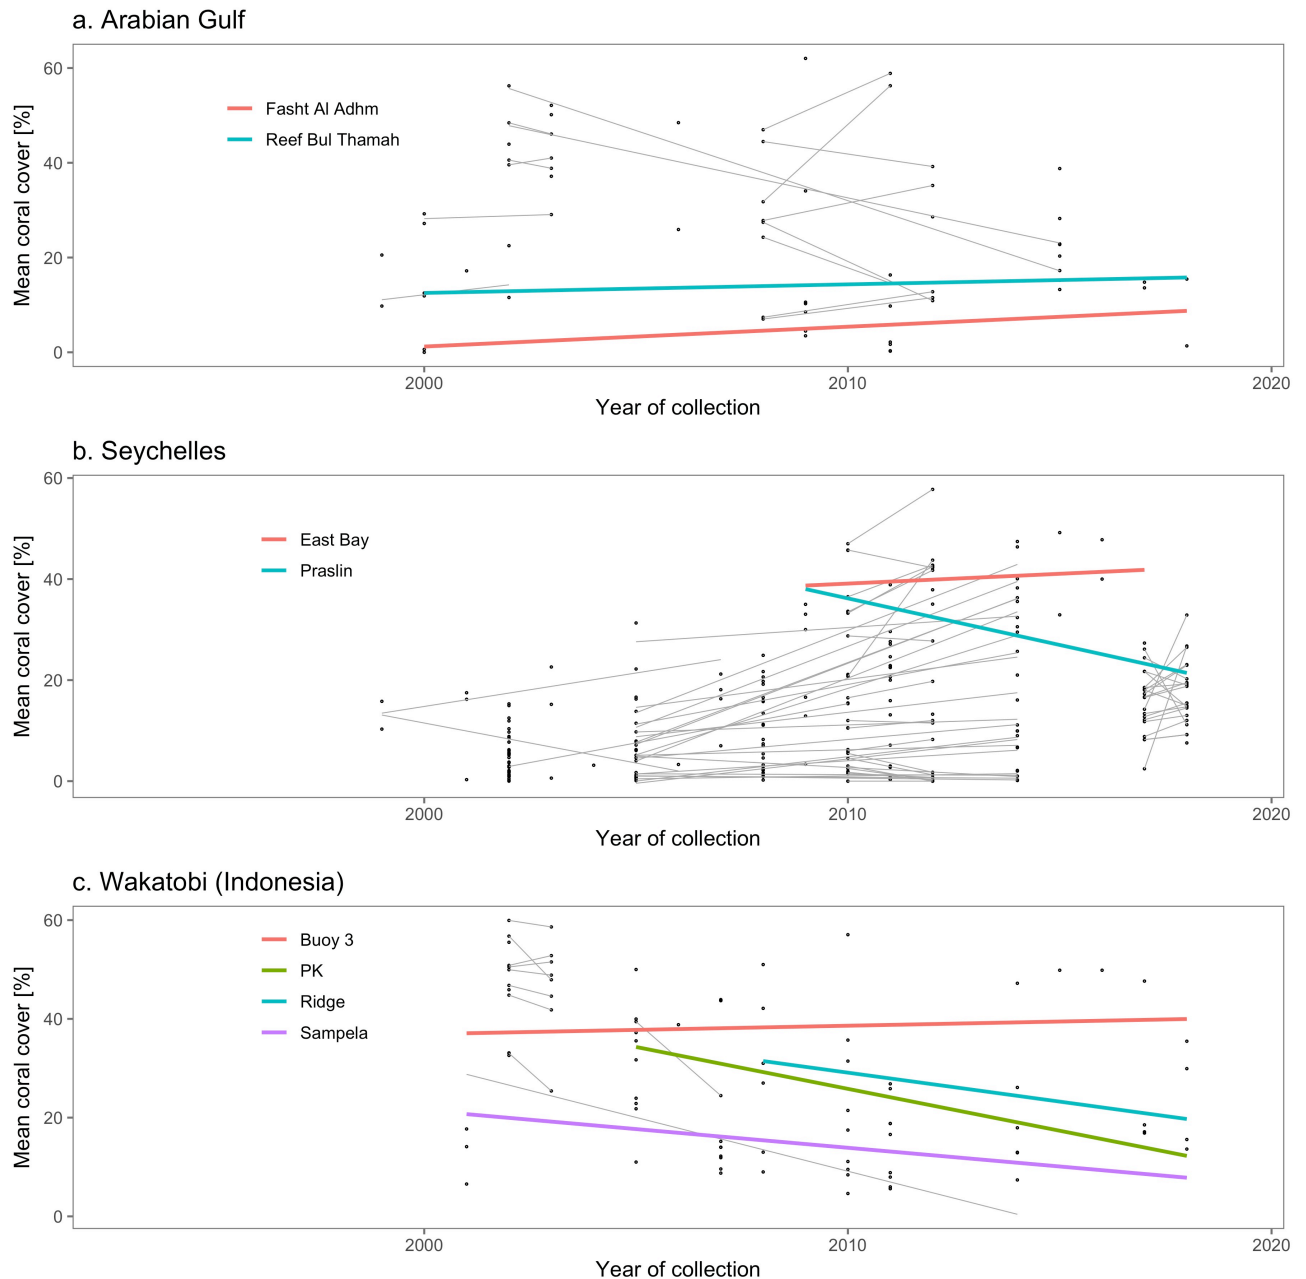 a. Arabian Gulf
Mean coral cover [%]
60
40
20
0
Fasht Al Adhm
Reef Bul Thamah
2000
2010
2020
Year of collection
b. Seychelles
Mean coral cover [%]
60
40
20
0
East Bay
Praslin
2000
2010
2020
Year of collection
c. Wakatobi (Indonesia)
Mean coral cover [%]
60
40
20
0
Buoy 3
PK
Ridge
Sampela
2000
2010
2020
Year of collection